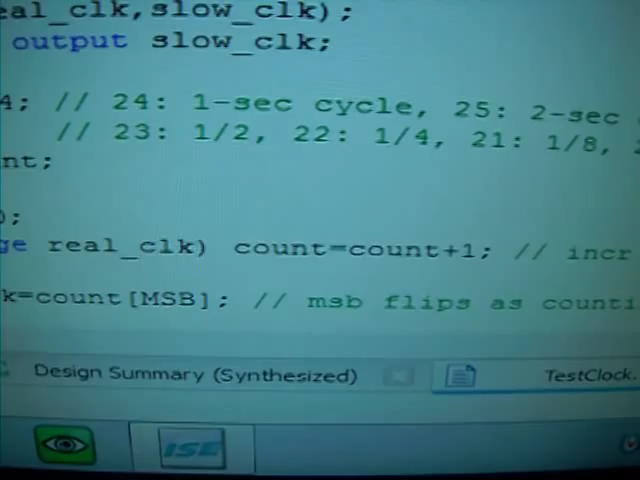 eal_clk,slow_clk);
output slow_clk;
4; // 24: 1-sec cycle, 25: 2-sec
// 23: 1/2, 22: 1/4, 21: 1/8,
nt;
);
ge real_clk) count=count+1; // incr
k=count[MSB]; // msb flips as counti
Design Summary (Synthesized) TestClock.
ISE